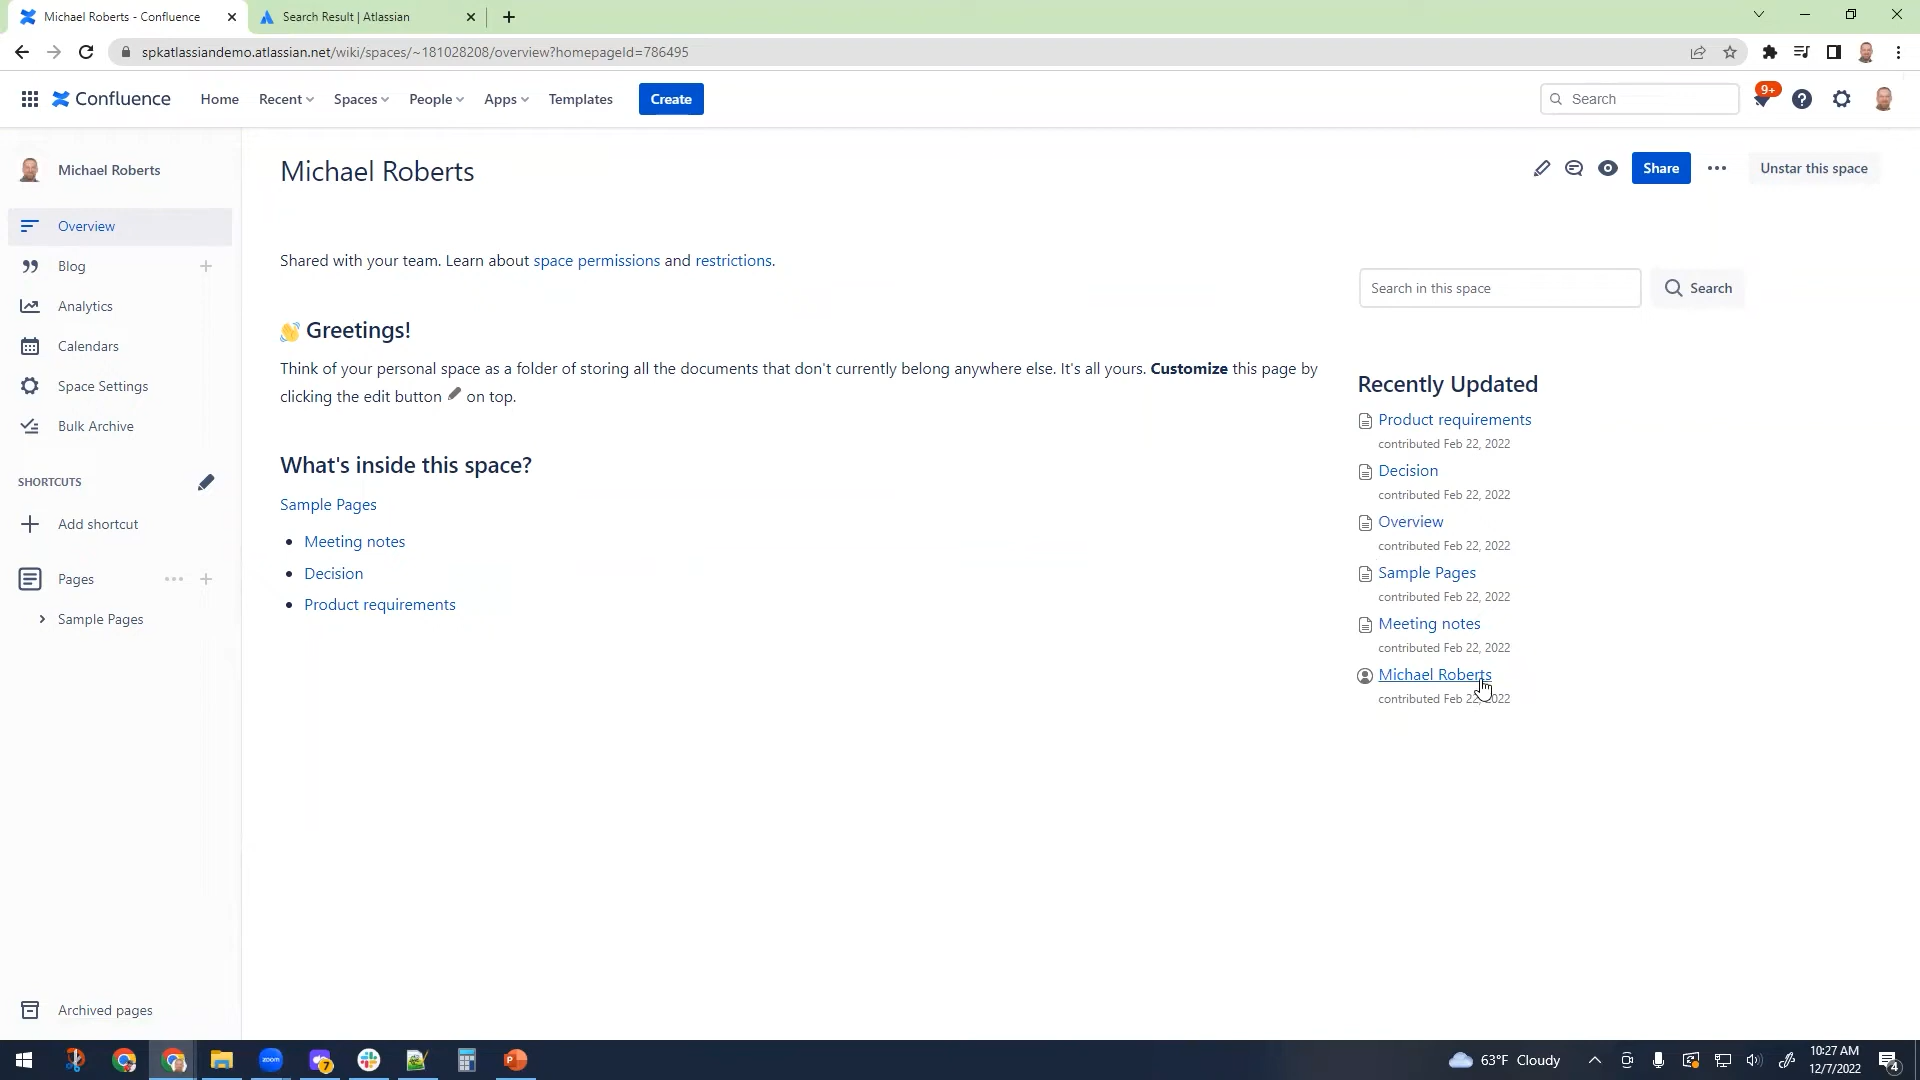 Michael Roberts - Confluence
Search Result | Atlassian
spkatlassiandemo.atlassian.net/wiki/spaces/~181028208/overview?homepageId=786495
Confluence
Home
Recent
Spaces
People
Apps
Templates
Create
Search
9+
Michael Roberts
Overview
Blog
Analytics
Calendars
Space Settings
Bulk Archive
SHORTCUTS
Add shortcut
Pages
Sample Pages
Archived pages
Michael Roberts
Share
Unstar this space
Shared with your team. Learn about space permissions and restrictions.
Greetings!
Think of your personal space as a folder of storing all the documents that don't currently belong anywhere else. It's all yours. Customize this page by
clicking the edit button on top.
What's inside this space?
Sample Pages
• Meeting notes
• Decision
• Product requirements
Search in this space
Search
Recently Updated
Product requirements
contributed Feb 22, 2022
Decision
contributed Feb 22, 2022
Overview
contributed Feb 22, 2022
Sample Pages
contributed Feb 22, 2022
Meeting notes
contributed Feb 22, 2022
Michael Roberts
contributed Feb 22, 2022
zoom
7
P
63°F Cloudy
10:27 AM
12/7/2022
4